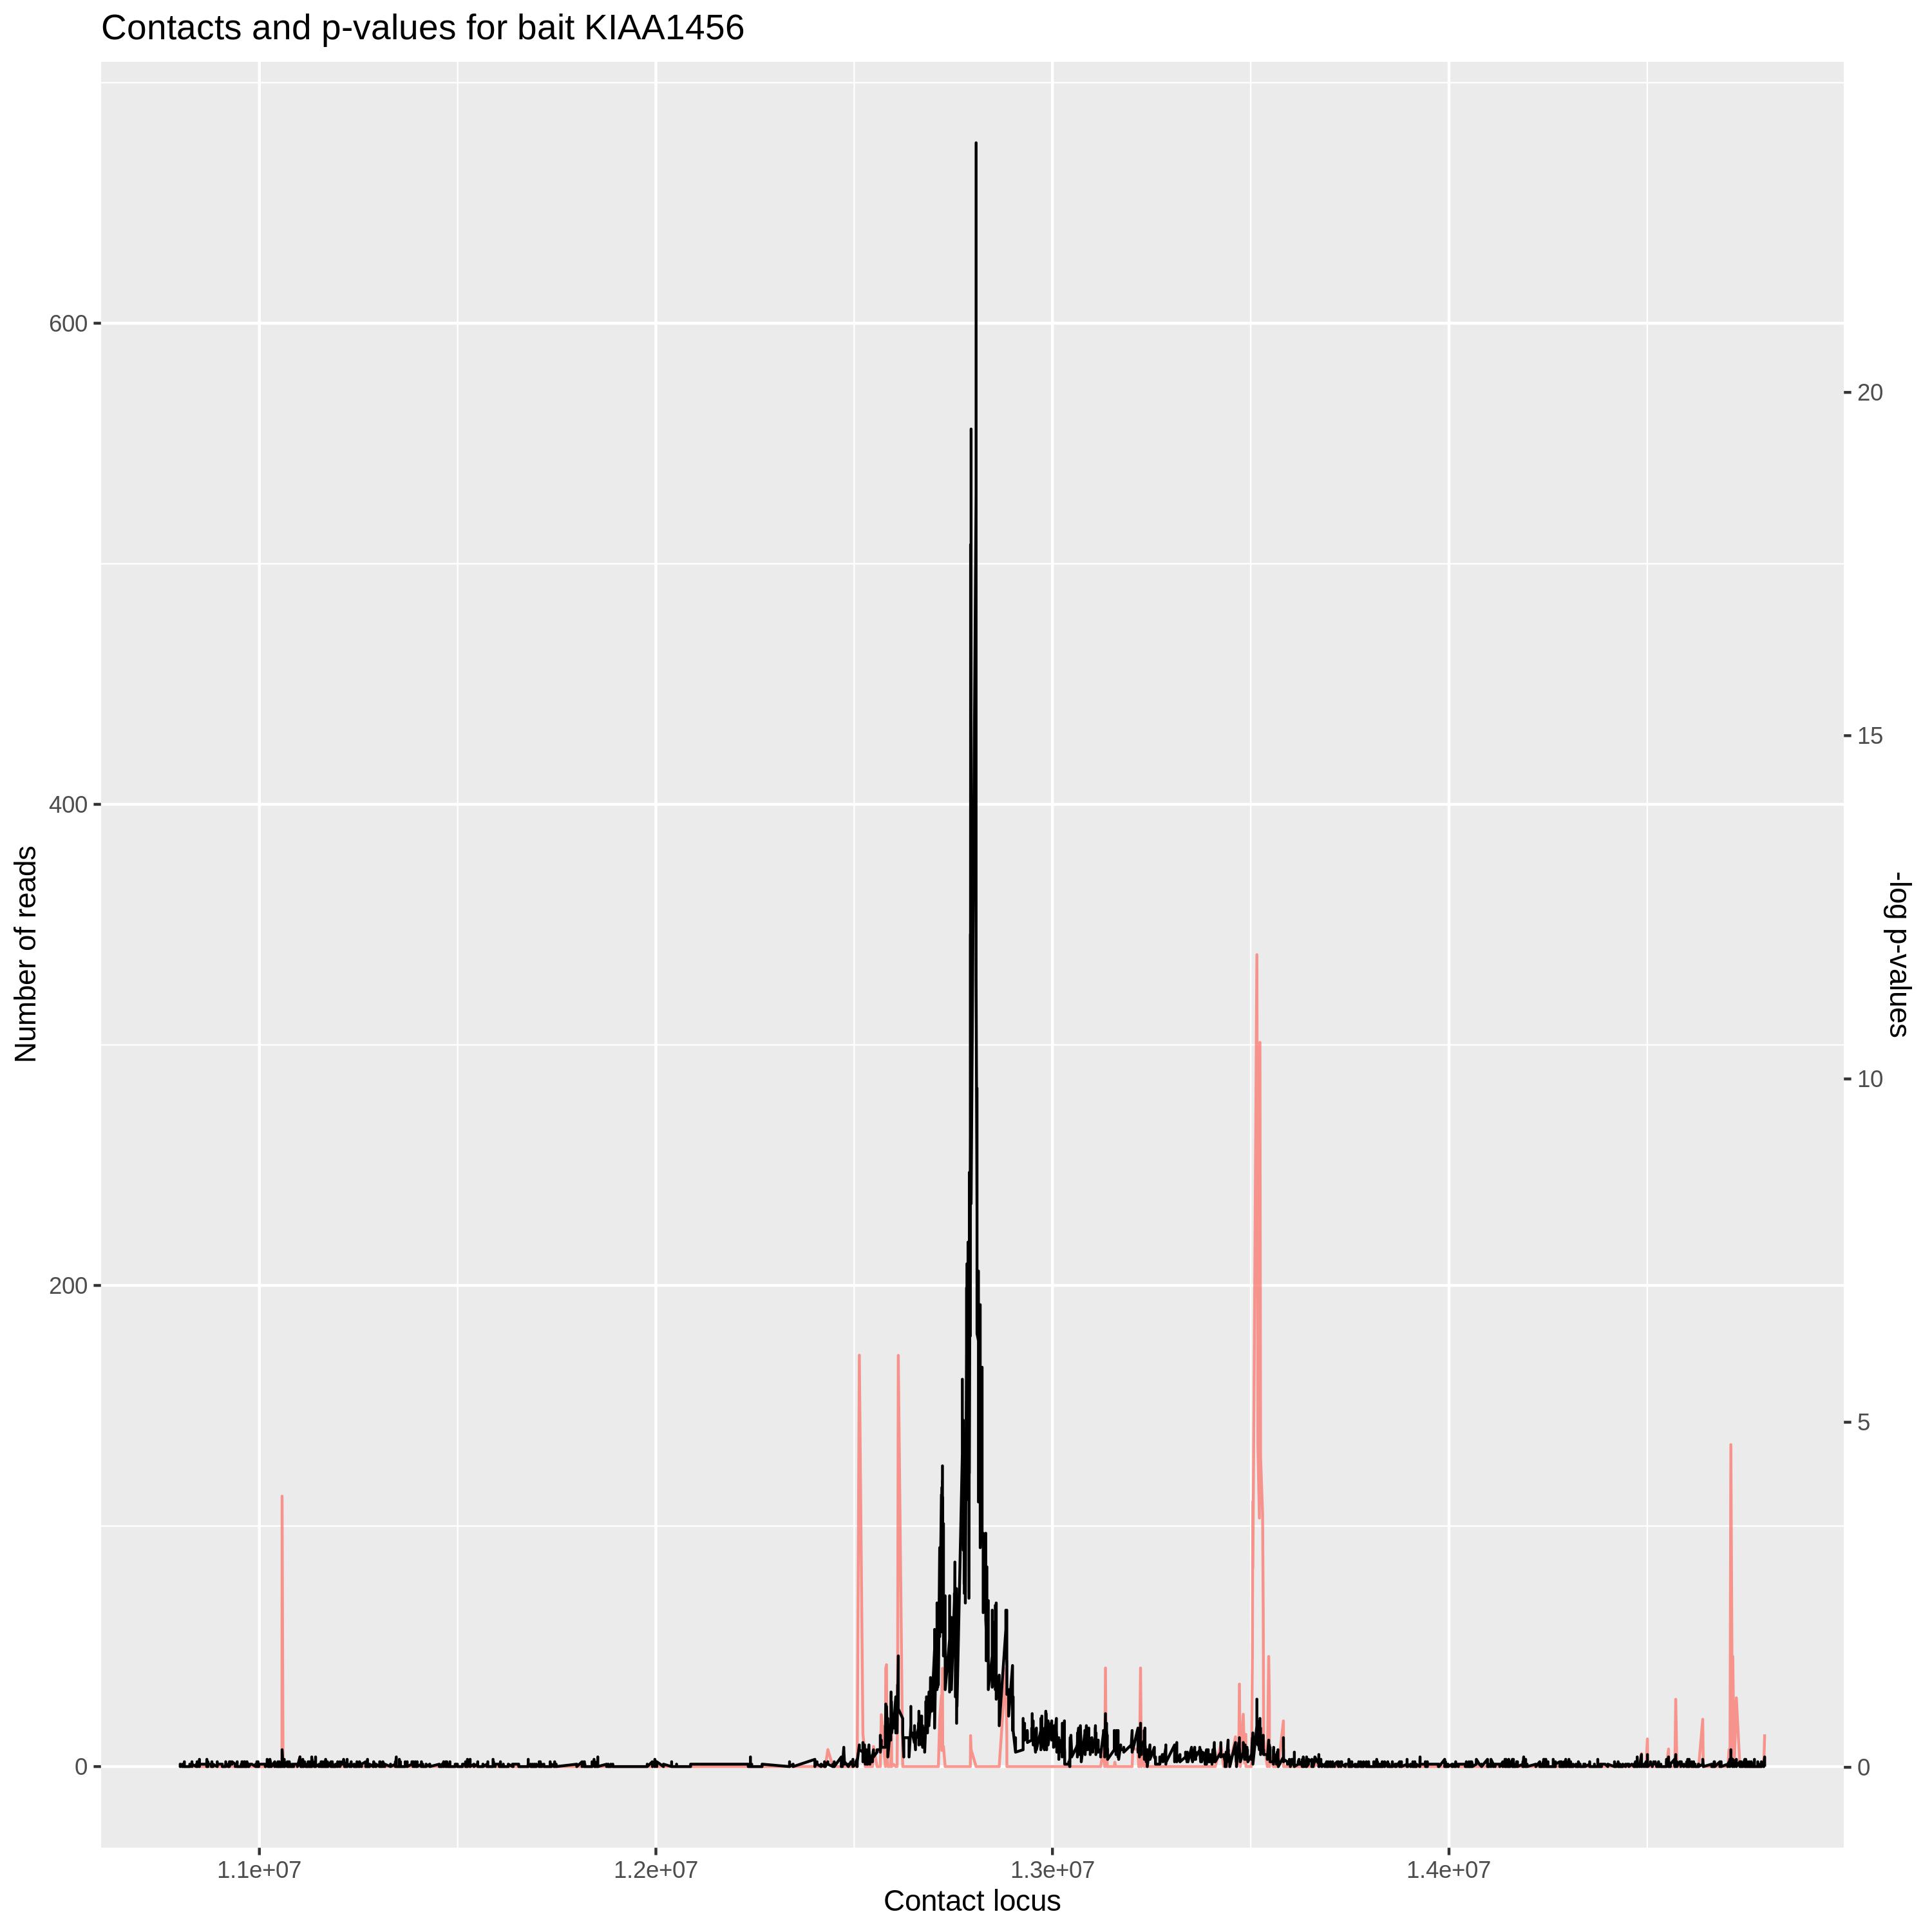 Contacts and p-values for bait KIAA1456
600
400
200
0
Number of reads
20
15
10
5
0
-log p-values
1.1e+07 1.2e+07 1.3e+07 1.4e+07
Contact locus